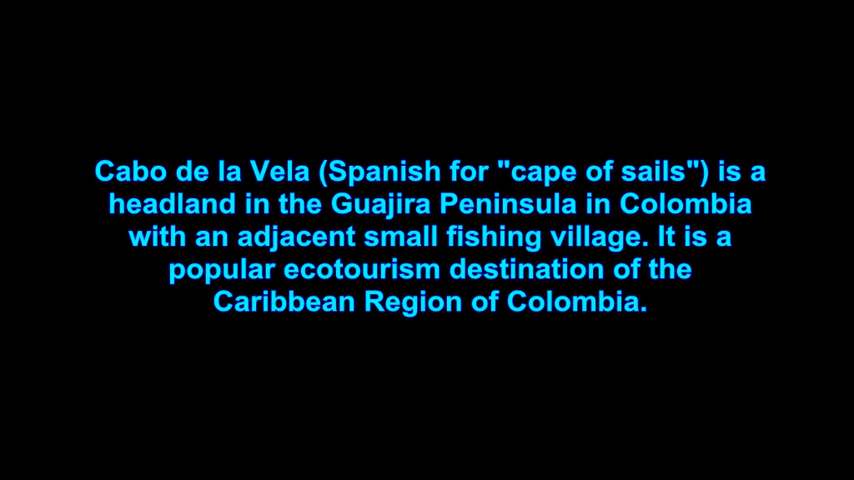 Cabo de la Vela (Spanish for "cape of sails") is a
headland in the Guajira Peninsula in Colombia
with an adjacent small fishing village. It is a
popular ecotourism destination of the
Caribbean Region of Colombia.